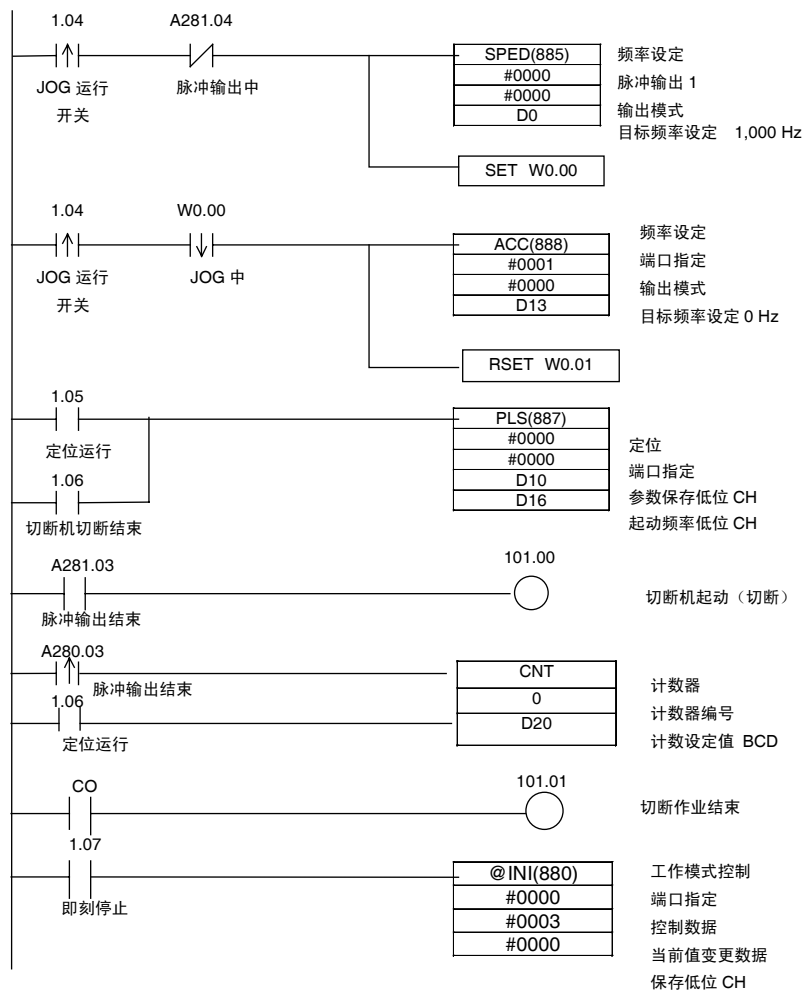 1.04 A281.04
SPED(885) 频率设定
#0000 脉冲输出 1
#0000 输出模式
D0 目标频率设定 1,000 Hz
JOG 运行 脉冲输出中
开关
SET W0.00
1.04 W0.00
ACC(888) 频率设定
#0001 端口指定
#0000 输出模式
D13 目标频率设定 0 Hz
JOG 运行 JOG 中
开关
RSET W0.01
1.05
PLS(887)
#0000 定位
#0000 端口指定
D10 参数保存低位 CH
D16 起动频率低位 CH
定位运行
1.06
切断机切断结束
A281.03 101.00
切断机起动（切断）
脉冲输出结束
A280.03
CNT 计数器
0 计数器编号
D20 计数设定值 BCD
脉冲输出结束
1.06
定位运行
CO 101.01
切断作业结束
1.07
@INI(880) 工作模式控制
#0000 端口指定
#0003 控制数据
#0000 当前值变更数据
保存低位 CH
即刻停止